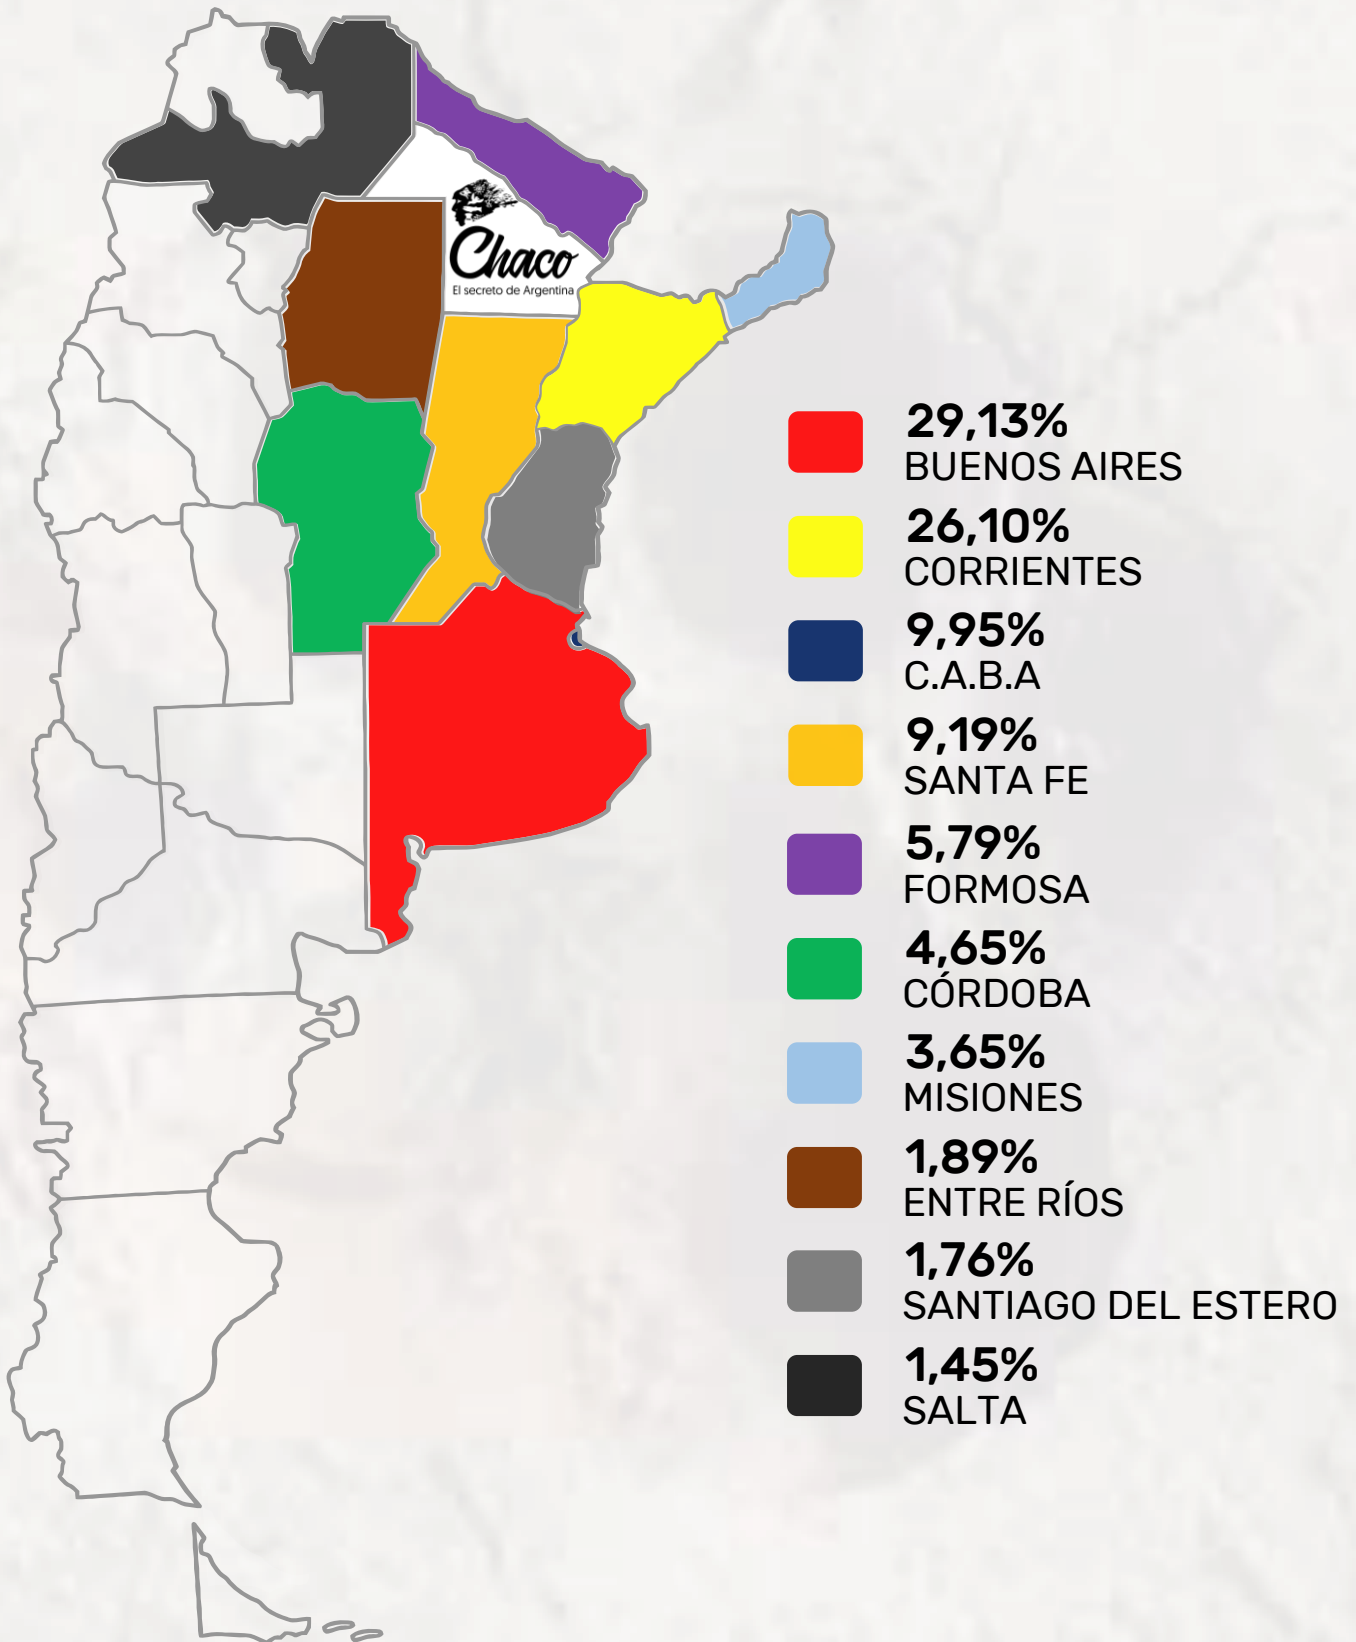 Chaco
El secreto de Argentina
29,13%
BUENOS AIRES
26,10%
CORRIENTES
9,95%
C.A.B.A
9,19%
SANTA FE
5,79%
FORMOSA
4,65%
CÓRDOBA
3,65%
MISIONES
1,89%
ENTRE RÍOS
1,76%
SANTIAGO DEL ESTERO
1,45%
SALTA